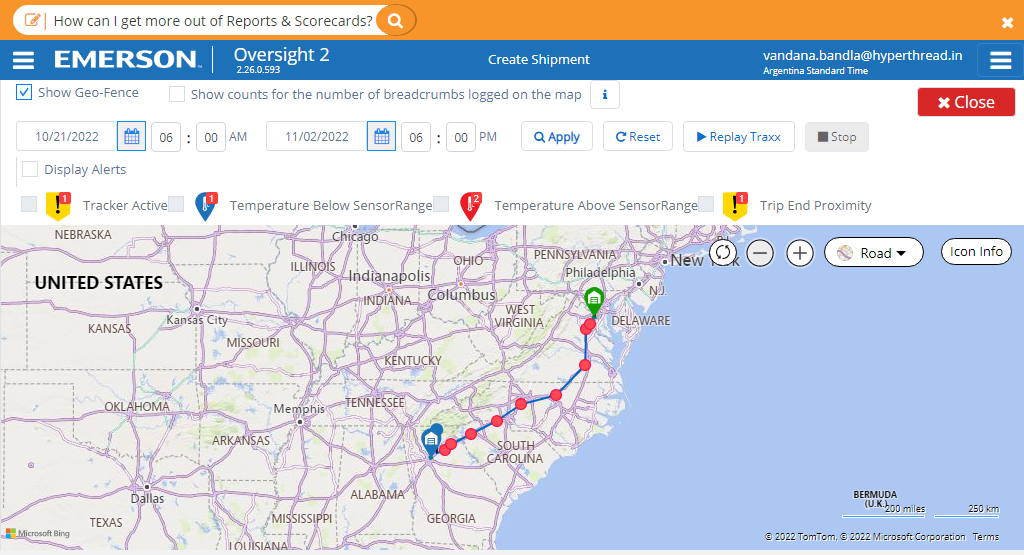 How can I get more out of Reports & Scorecards?
EMERSON
Oversight 2
2.26.0.593
Create Shipment
vandana.bandla@hyperthread.in
Argentina Standard Time
Show Geo-Fence
Show counts for the number of breadcrumbs logged on the map
i
Close
10/21/2022
06 : 00 AM
11/02/2022
06 : 00 PM
Apply
Reset
Replay Traxx
Stop
Display Alerts
1
Tracker Active
1
Temperature Below SensorRange
2
Temperature Above SensorRange
1
Trip End Proximity
NEBRASKA
Chicago
ILLINOIS
Indianapolis
OHIO
PENNSYLVANIA
New
Road
Icon Info
UNITED STATES
INDIANA
Columbus
Philadelphia
N.J.
KANSAS
Kansas City
MISSOURI
WEST
VIRGINIA
DELAWARE
KENTUCKY
OKLAHOMA
Memphis
TENNESSEE
ARKANSAS
SOUTH
CAROLINA
Dallas
ALABAMA
TEXAS
MISSISSIPPI
GEORGIA
LOUISIANA
BERMUDA
(U.K.)
200 miles
250 km
Microsoft Bing
© 2022 TomTom, © 2022 Microsoft Corporation Terms